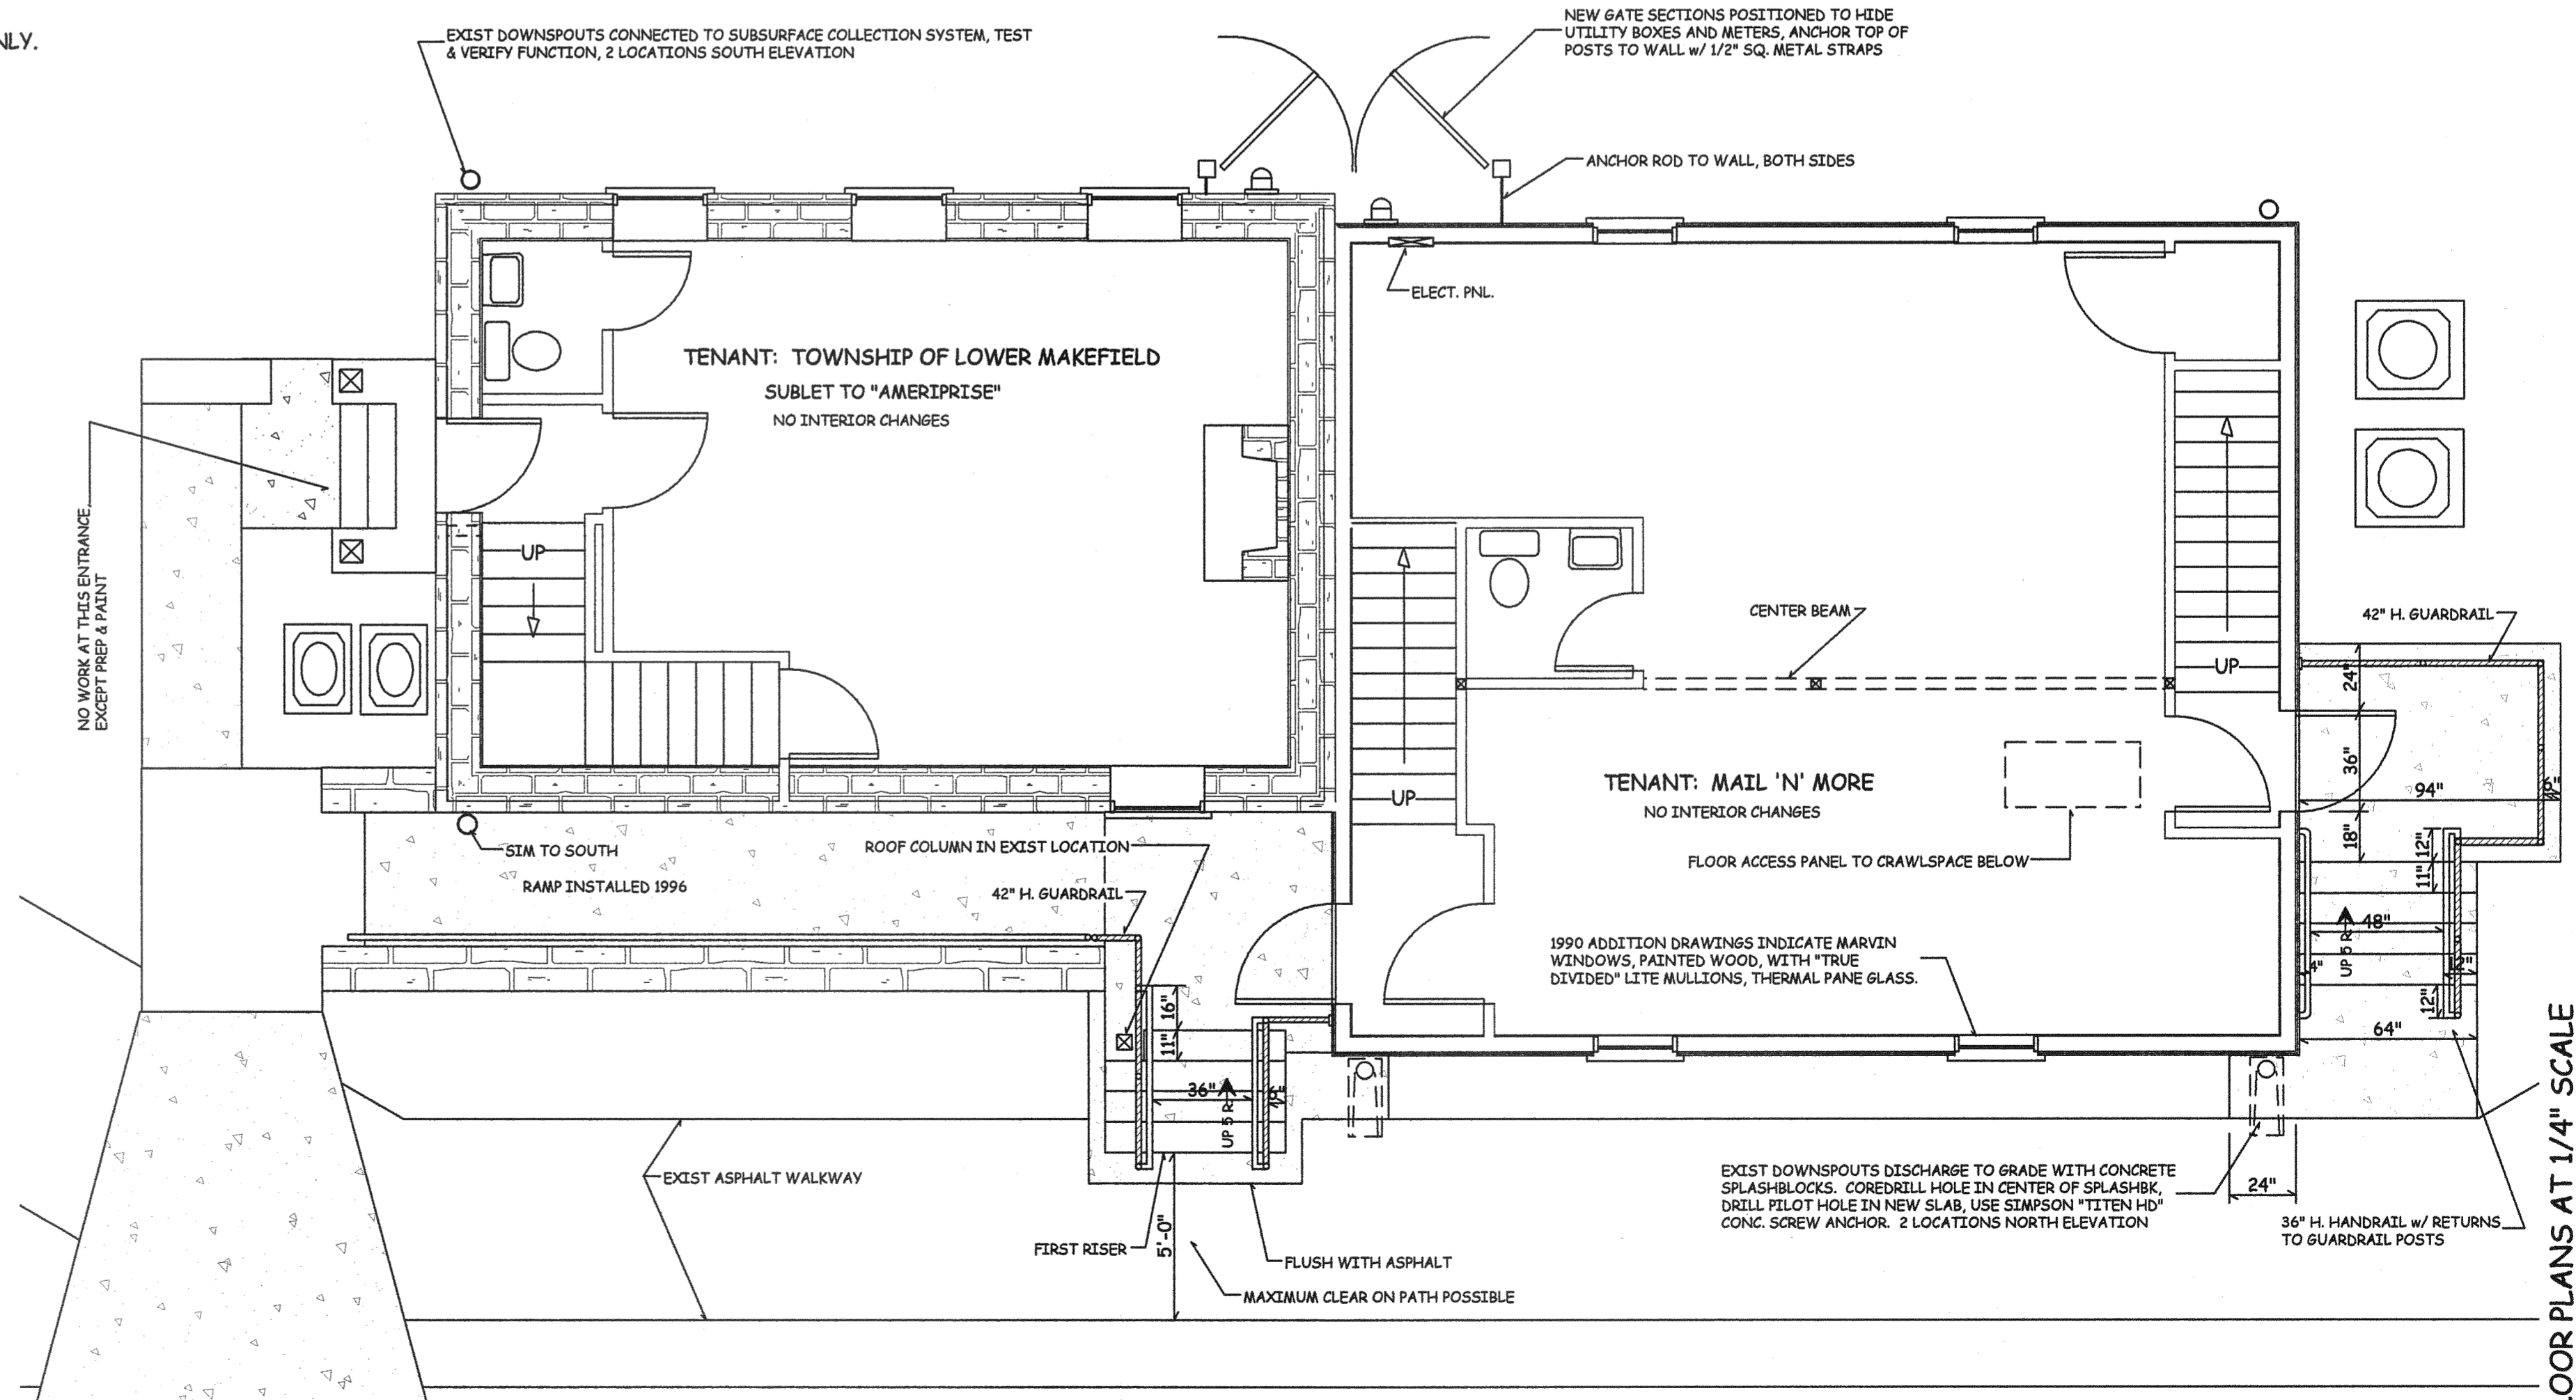 NLY.
EXIST DOWNSPOUTS CONNECTED TO SUBSURFACE COLLECTION SYSTEM, TEST
& VERIFY FUNCTION, 2 LOCATIONS SOUTH ELEVATION
NEW GATE SECTIONS POSITIONED TO HIDE
UTILITY BOXES AND METERS, ANCHOR TOP OF
POSTS TO WALL w/ 1/2" SQ. METAL STRAPS
ANCHOR ROD TO WALL, BOTH SIDES
ELECT. PNL.
TENANT: TOWNSHIP OF LOWER MAKEFIELD
SUBLET TO "AMERIPRISE"
NO INTERIOR CHANGES
NO WORK AT THIS ENTRANCE,
EXCEPT PREP & PAINT
UP
CENTER BEAM
42" H. GUARDRAIL
UP
24"
36"
94"
6"
18"
12"
11"
TENANT: MAIL 'N' MORE
NO INTERIOR CHANGES
UP
FLOOR ACCESS PANEL TO CRAWLSPACE BELOW
SIM TO SOUTH
RAMP INSTALLED 1996
ROOF COLUMN IN EXIST LOCATION
42" H. GUARDRAIL
1990 ADDITION DRAWINGS INDICATE MARVIN
WINDOWS, PAINTED WOOD, WITH "TRUE
DIVIDED" LITE MULLIONS, THERMAL PANE GLASS.
48"
UP 5 R
4"
12"
12"
64"
16"
11"
36"
UP 5 R
6"
EXIST ASPHALT WALKWAY
FIRST RISER
5'-0"
FLUSH WITH ASPHALT
MAXIMUM CLEAR ON PATH POSSIBLE
EXIST DOWNSPOUTS DISCHARGE TO GRADE WITH CONCRETE
SPLASHBLOCKS. COREDRILL HOLE IN CENTER OF SPLASHBK,
DRILL PILOT HOLE IN NEW SLAB, USE SIMPSON "TITEN HD"
CONC. SCREW ANCHOR. 2 LOCATIONS NORTH ELEVATION
24"
36" H. HANDRAIL w/ RETURNS
TO GUARDRAIL POSTS
OOR PLANS AT 1/4" SCALE